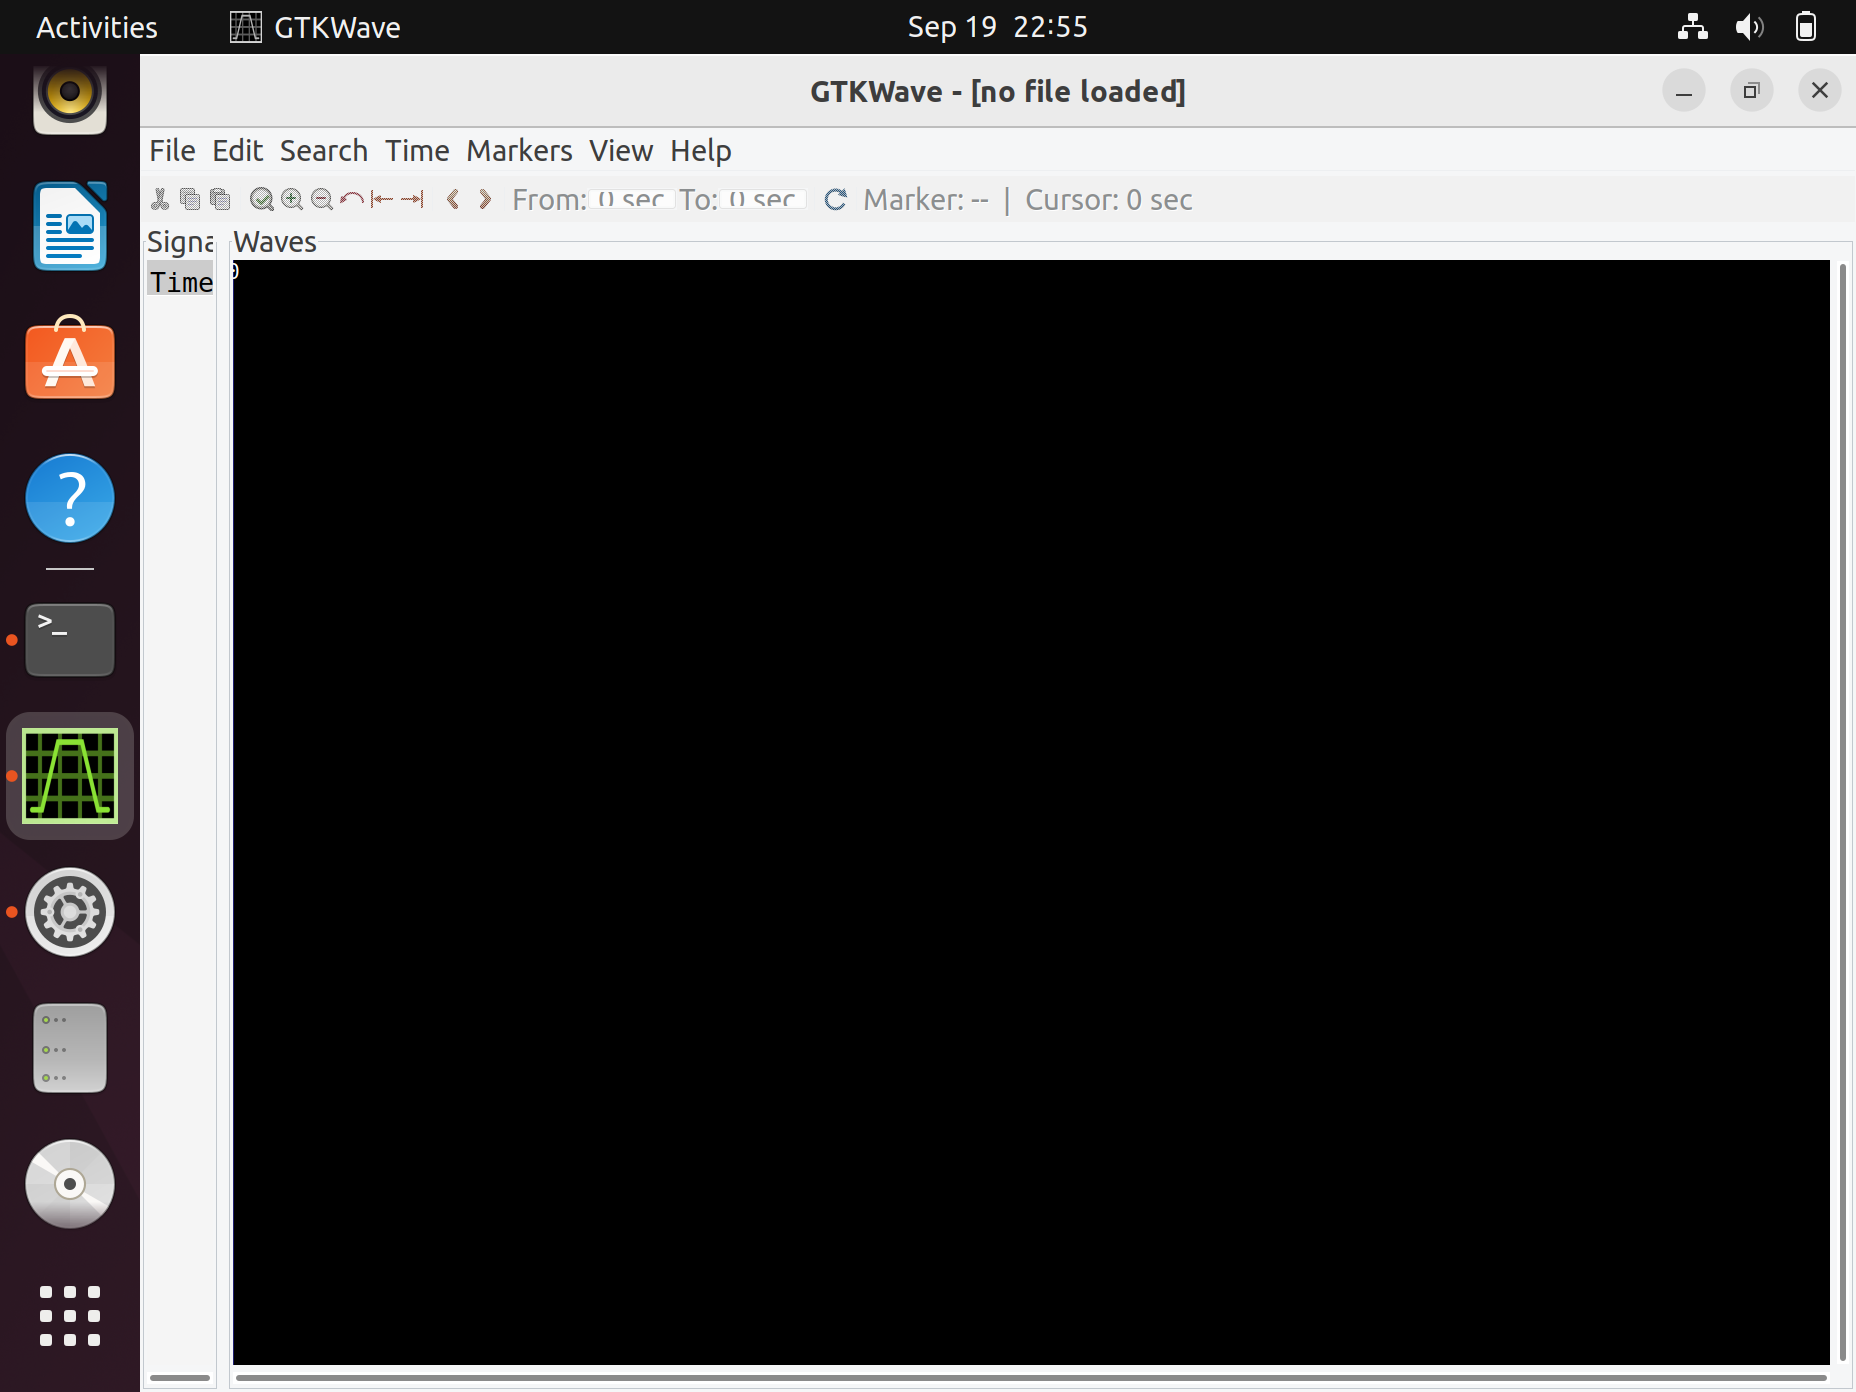 Activities GTKWave Sep 19 22:55
GTKWave - [no file loaded]
File Edit Search Time Markers View Help
From: 0 sec To: 0 sec Marker: -- | Cursor: 0 sec
Signa Waves
Time 0